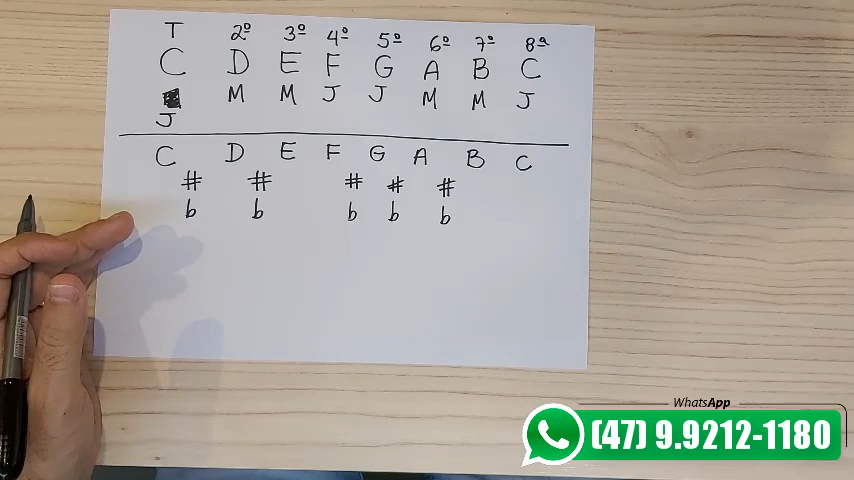 T 2º 3º 4º 5º 6º 7º 8ª
C D E F G A B C
M M J J M M J
J
C D E F G A B C
# # # # #
b b b b b
WhatsApp
(47) 9.9212-1180